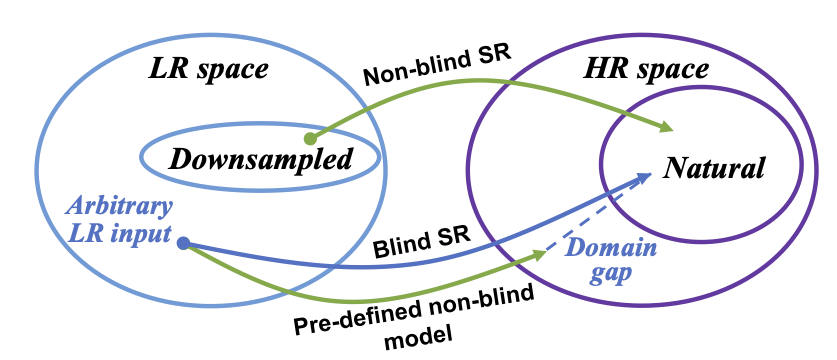 Non-blind SR
LR space
HR space
Downsampled
Natural
Arbitrary
LR input
Blind SR
Domain
gap
Pre-defined non-blind
model